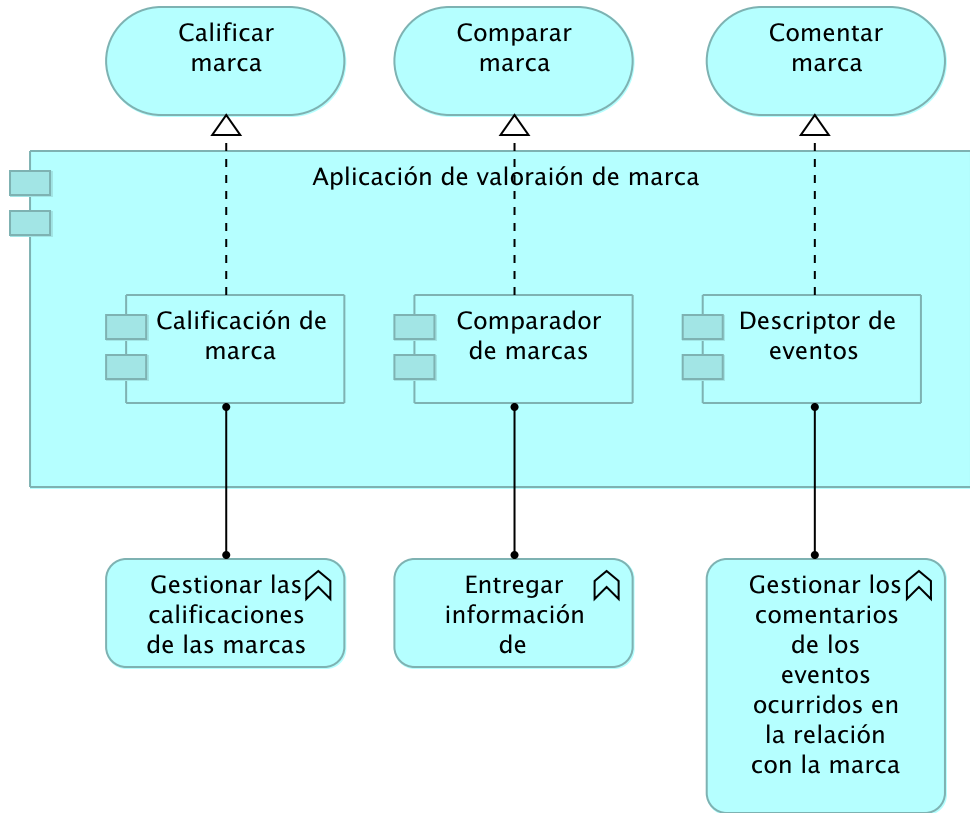 Calificar
marca
Comparar
marca
Comentar
marca
Aplicación de valoraión de marca
Calificación de
marca
Comparador
de marcas
Descriptor de
eventos
Gestionar las
calificaciones
de las marcas
Entregar
información
de
Gestionar los
comentarios
de los
eventos
ocurridos en
la relación
con la marca